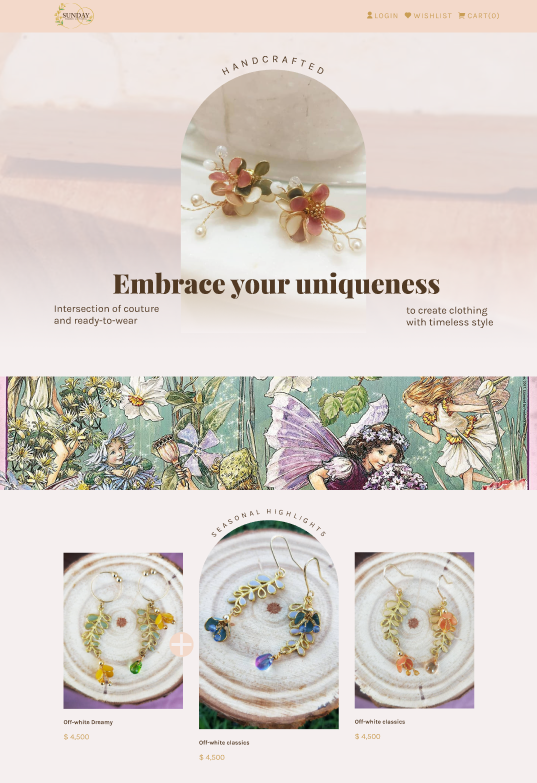 SUNDAY
LOGIN WISHLIST CART(0)
HANDCRAFTED
Embrace your uniqueness
Intersection of couture
and ready-to-wear
to create clothing
with timeless style
SEASONAL HIGHLIGHTS
Off-white Dreamy
$ 4,500
Off-white classics
$ 4,500
Off-white classics
$ 4,500